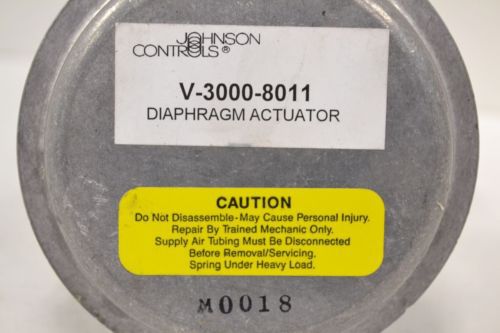 JOHNSON
CONTROLS®
V-3000-8011
DIAPHRAGM ACTUATOR
CAUTION
Do Not Disassemble-May Cause Personal Injury.
Repair By Trained Mechanic Only.
Supply Air Tubing Must Be Disconnected
Before Removal/Servicing,
Spring Under Heavy Load.
M0018